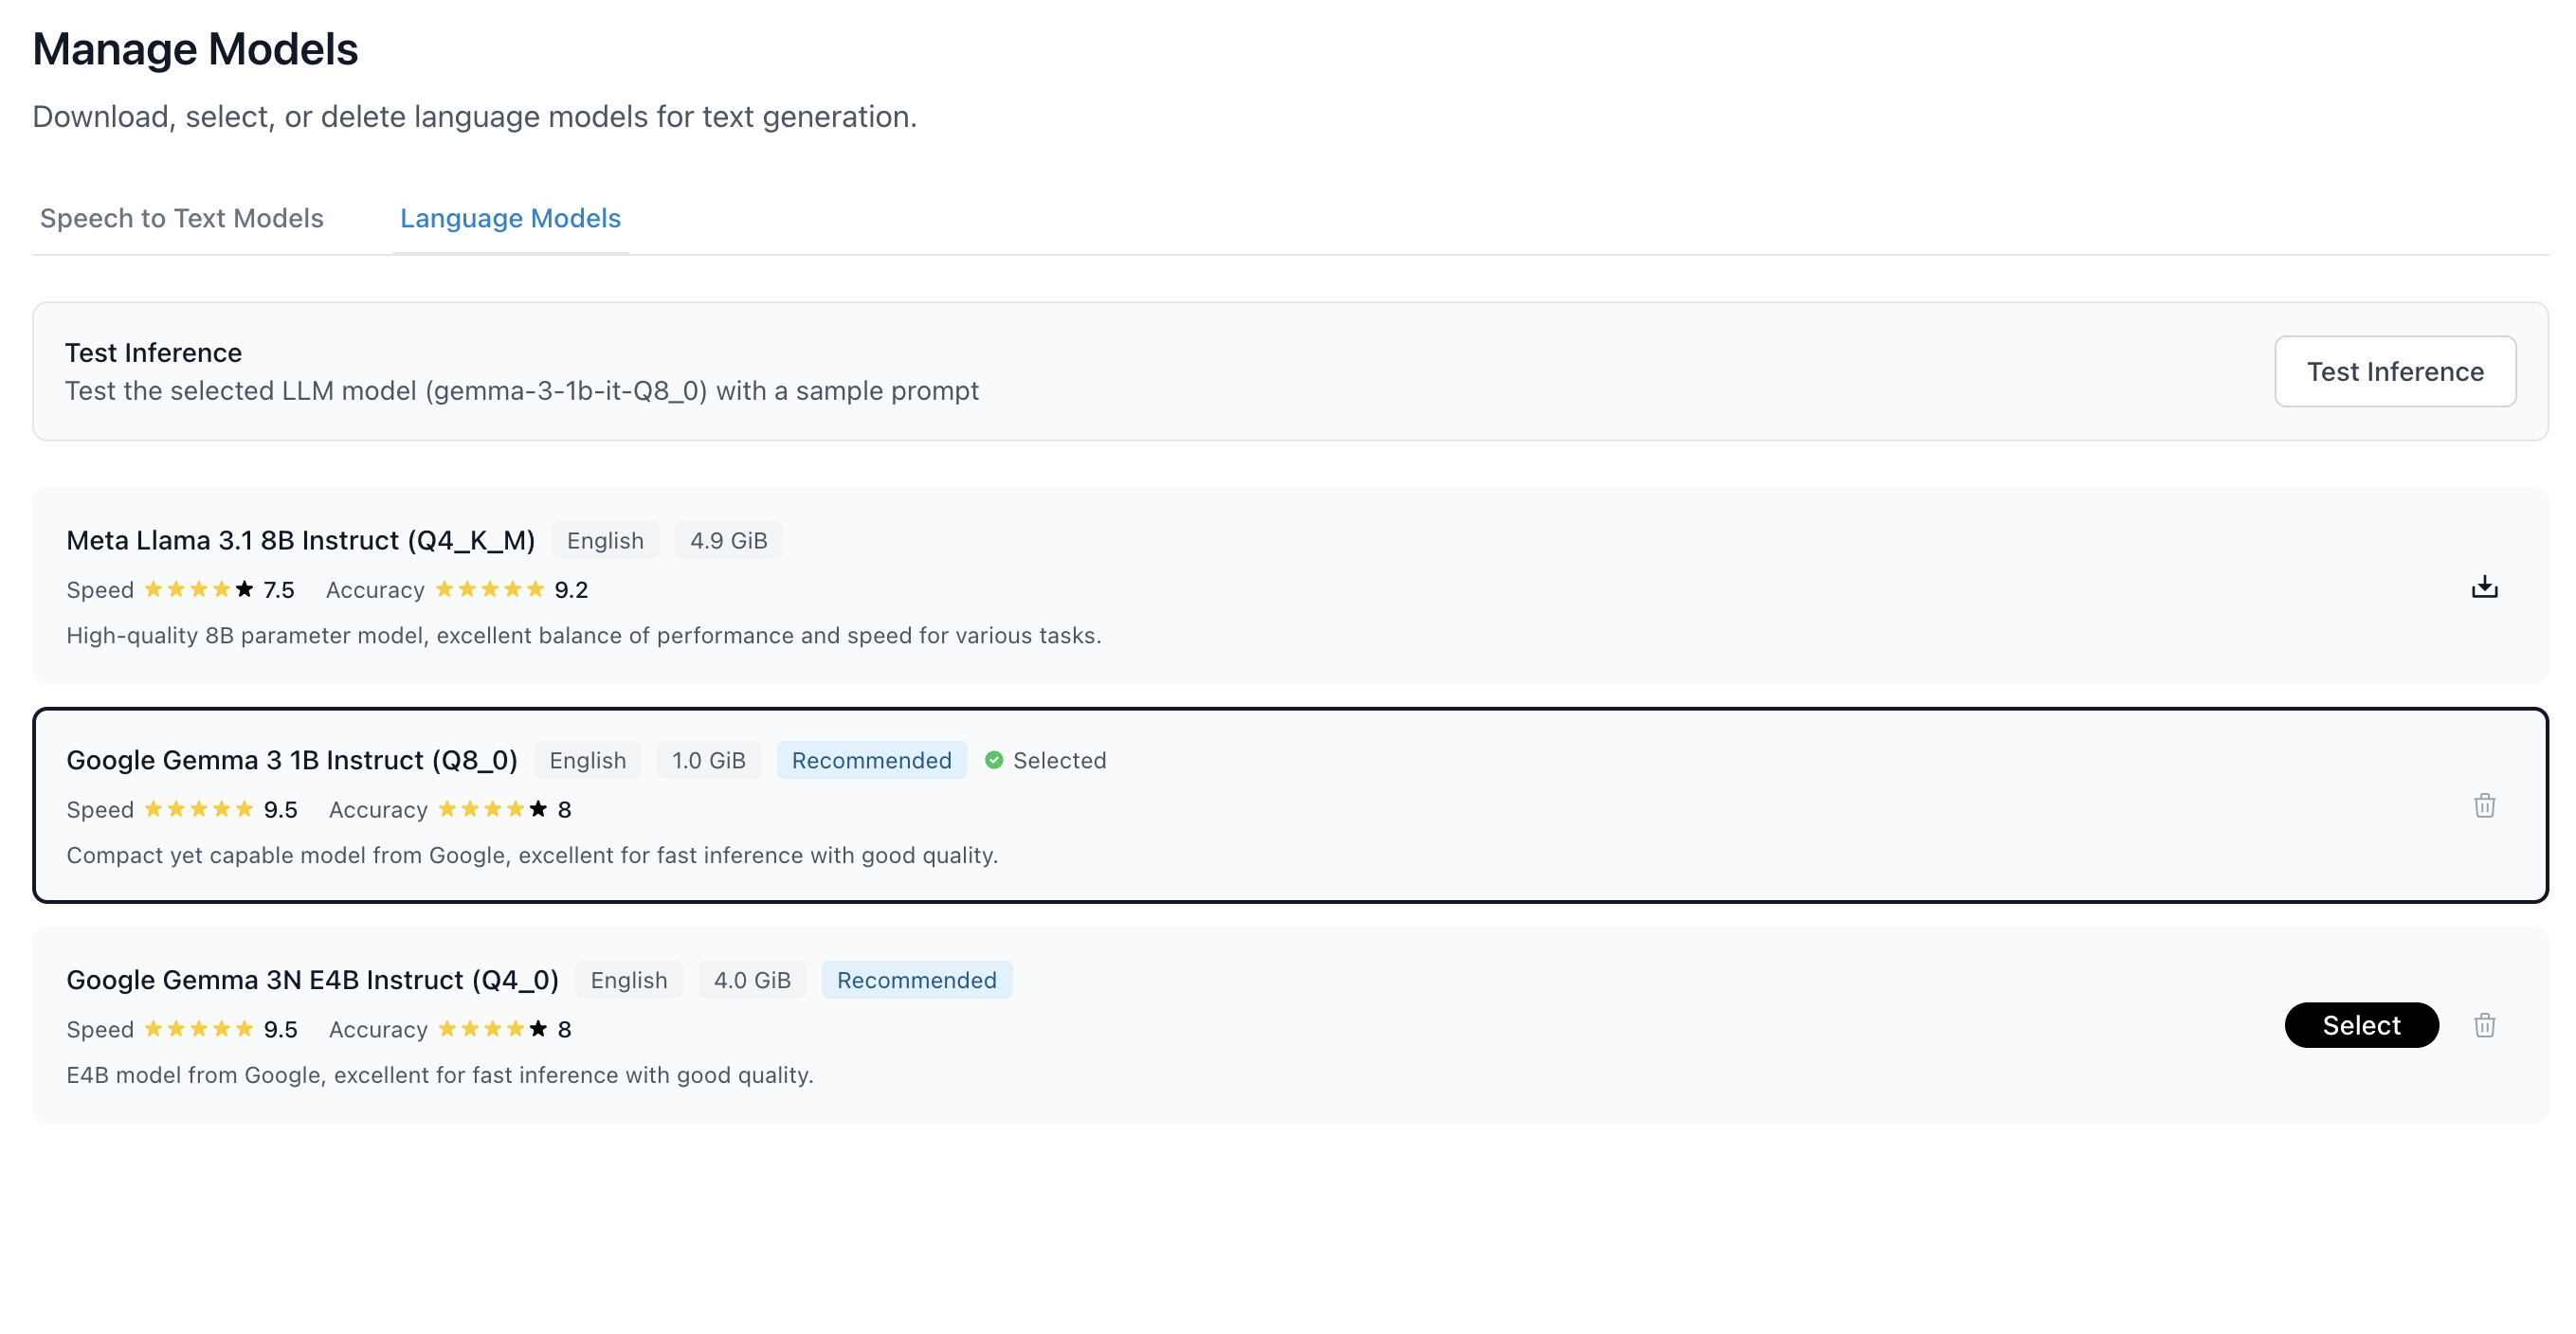 Manage Models
Download, select, or delete language models for text generation.
Speech to Text Models Language Models
Test Inference
Test the selected LLM model (gemma-3-1b-it-Q8_0) with a sample prompt
Test Inference
Meta Llama 3.1 8B Instruct (Q4_K_M) English 4.9 GiB
Speed 7.5 Accuracy 9.2
High-quality 8B parameter model, excellent balance of performance and speed for various tasks.
Google Gemma 3 1B Instruct (Q8_0) English 1.0 GiB Recommended Selected
Speed 9.5 Accuracy 8
Compact yet capable model from Google, excellent for fast inference with good quality.
Google Gemma 3N E4B Instruct (Q4_0) English 4.0 GiB Recommended
Speed 9.5 Accuracy 8
Select
E4B model from Google, excellent for fast inference with good quality.